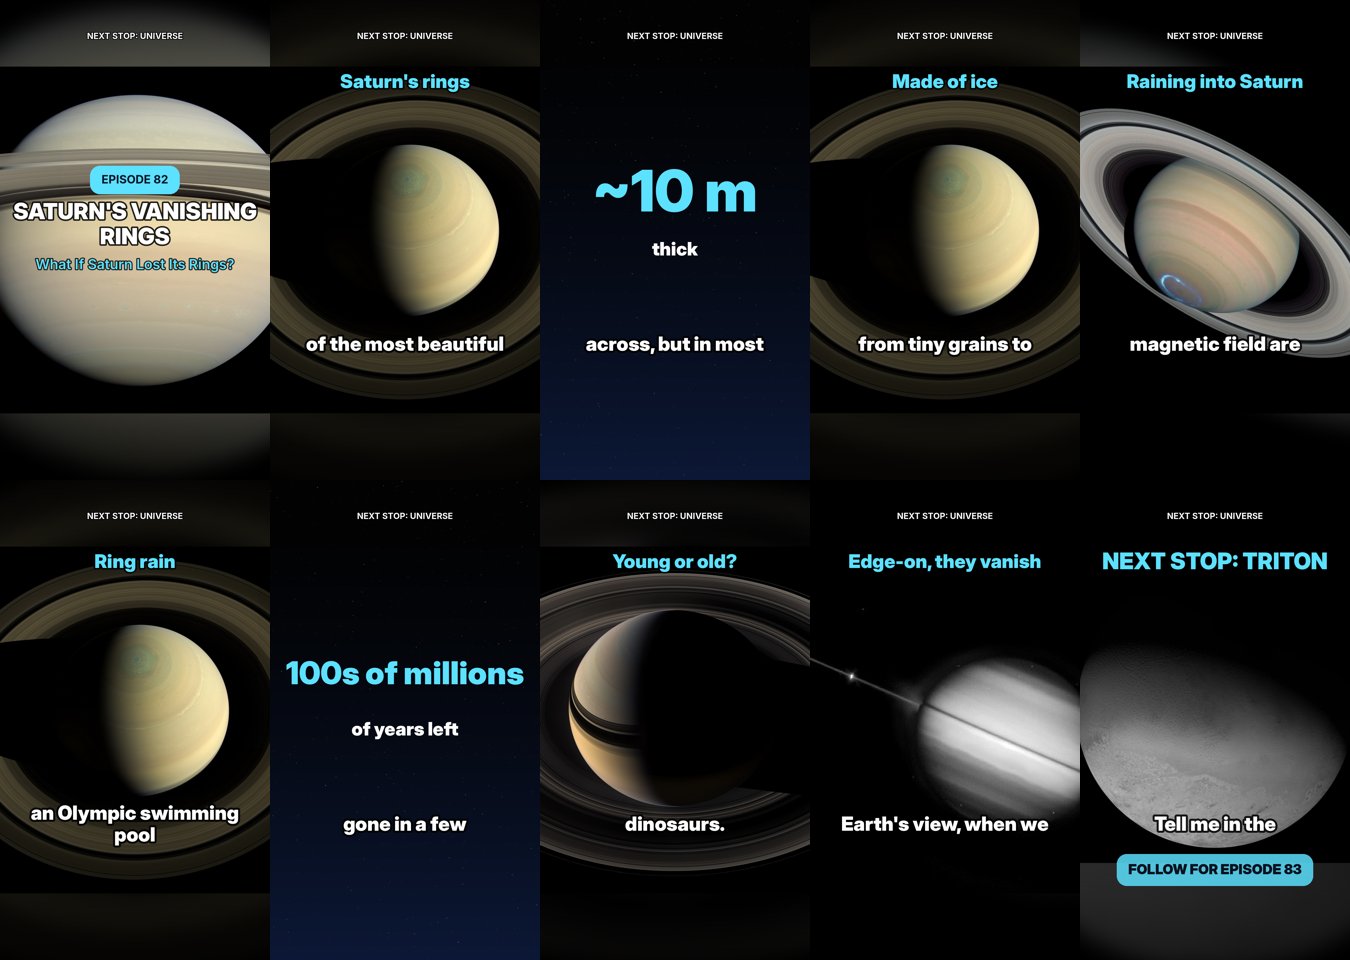 NEXT STOP: UNIVERSE
EPISODE 82
SATURN'S VANISHING
RINGS
What If Saturn Lost Its Rings?
NEXT STOP: UNIVERSE
Saturn's rings
of the most beautiful
NEXT STOP: UNIVERSE
~10 m
thick
across, but in most
NEXT STOP: UNIVERSE
Made of ice
from tiny grains to
NEXT STOP: UNIVERSE
Raining into Saturn
magnetic field are
NEXT STOP: UNIVERSE
Ring rain
an Olympic swimming
pool
NEXT STOP: UNIVERSE
100s of millions
of years left
gone in a few
NEXT STOP: UNIVERSE
Young or old?
dinosaurs.
NEXT STOP: UNIVERSE
Edge-on, they vanish
Earth's view, when we
NEXT STOP: UNIVERSE
NEXT STOP: TRITON
Tell me in the
FOLLOW FOR EPISODE 83